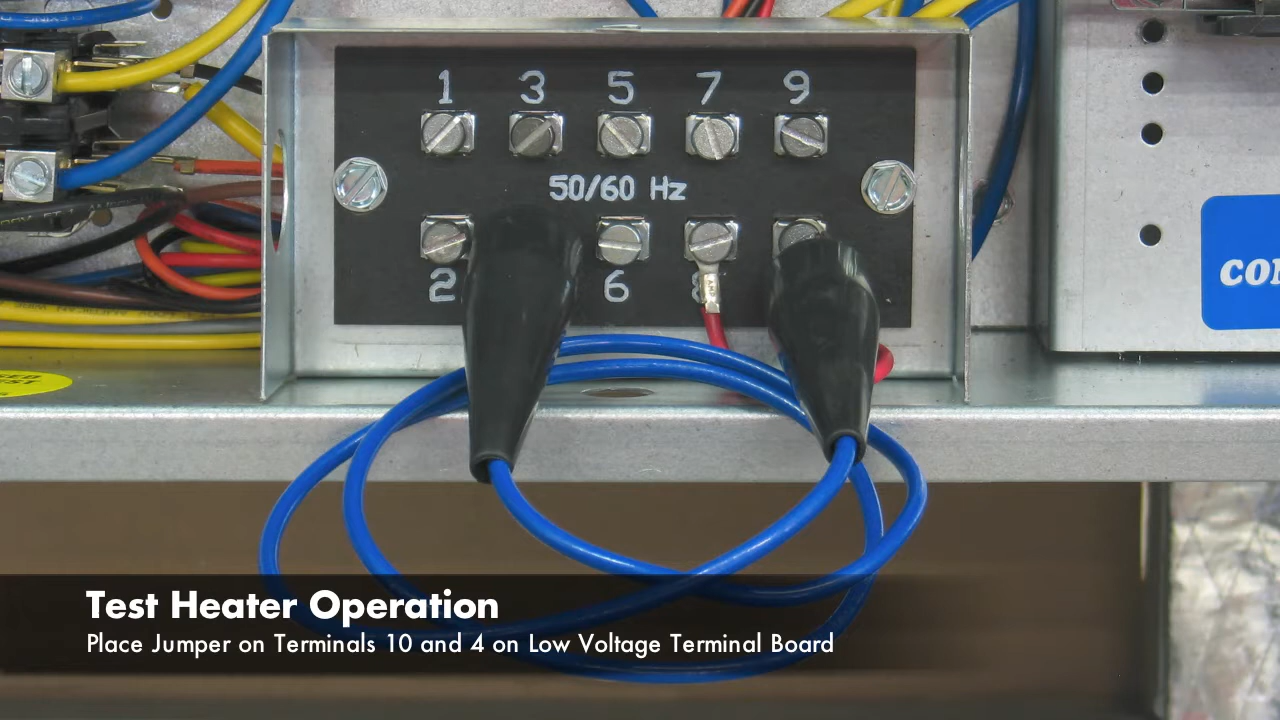 1 3 5 7 9
50/60 Hz
2 6 8
Test Heater Operation
Place Jumper on Terminals 10 and 4 on Low Voltage Terminal Board